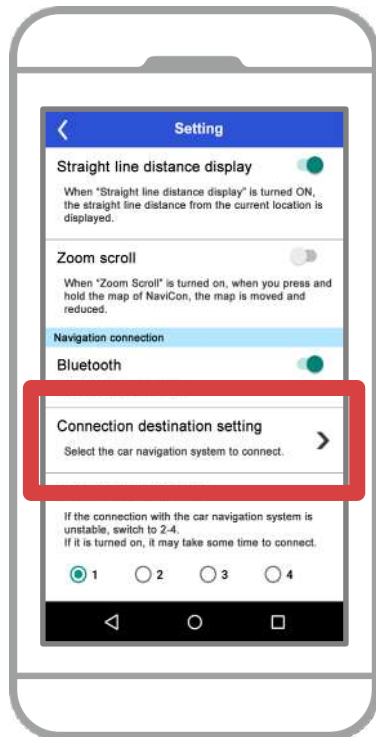 Setting
Straight line distance display
When "Straight line distance display" is turned ON,
the straight line distance from the current location is
displayed.
Zoom scroll
When "Zoom Scroll" is turned on, when you press and
hold the map of NaviCon, the map is moved and
reduced.
Navigation connection
Bluetooth
Connection destination setting
Select the car navigation system to connect.
If the connection with the car navigation system is
unstable, switch to 2-4.
If it is turned on, it may take some time to connect.
1 2 3 4